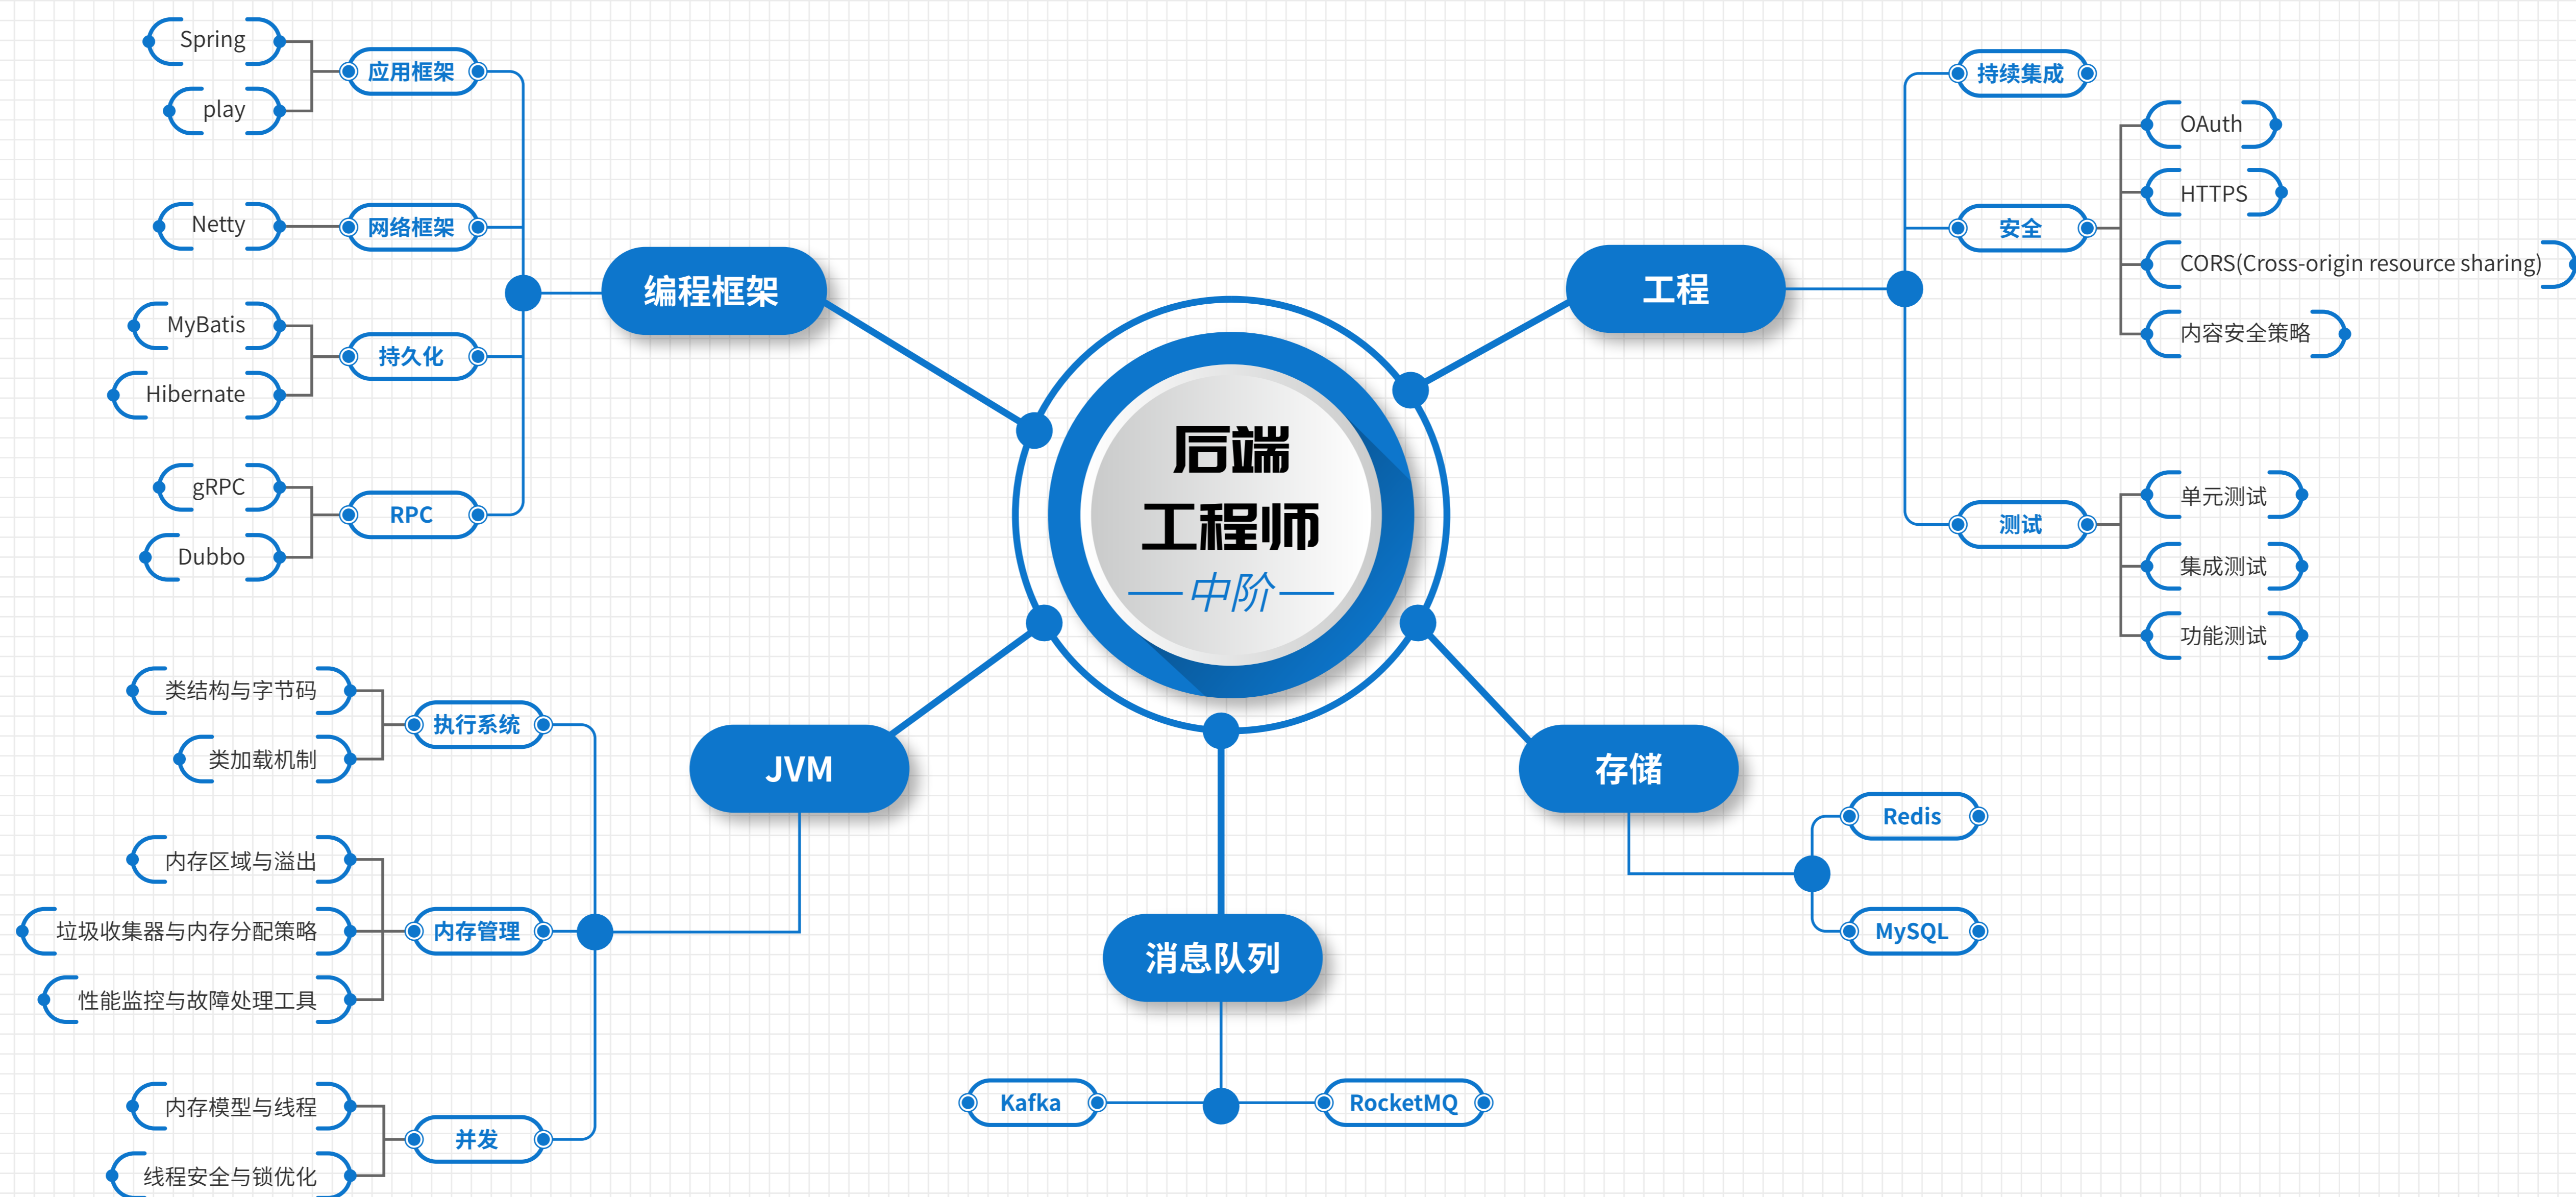 后端
工程师
中阶
编程框架
应用框架
Spring
play
网络框架
Netty
持久化
MyBatis
Hibernate
RPC
gRPC
Dubbo
JVM
执行系统
类结构与字节码
类加载机制
内存管理
内存区域与溢出
垃圾收集器与内存分配策略
性能监控与故障处理工具
并发
内存模型与线程
线程安全与锁优化
消息队列
Kafka
RocketMQ
存储
Redis
MySQL
工程
持续集成
安全
OAuth
HTTPS
CORS(Cross-origin resource sharing)
内容安全策略
测试
单元测试
集成测试
功能测试